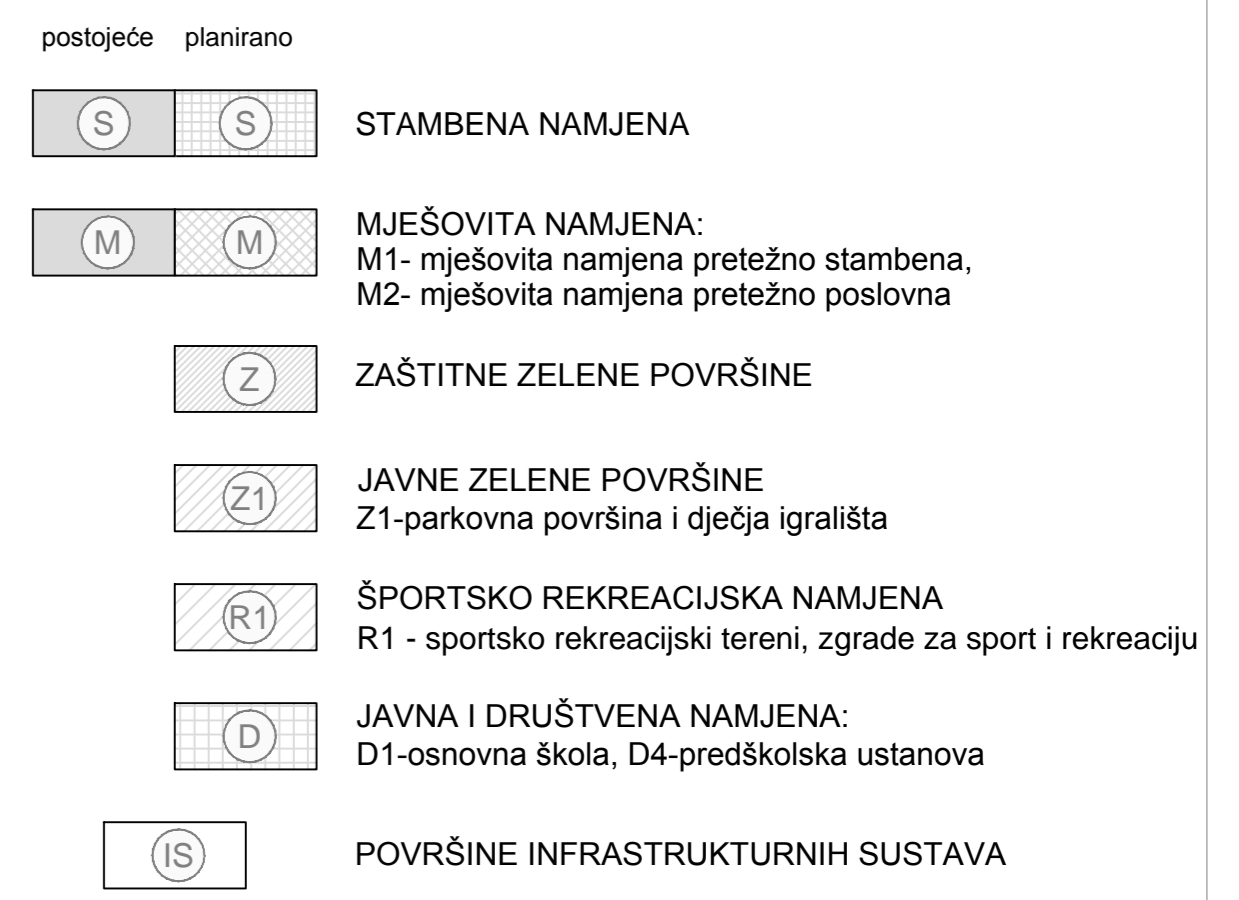 postojeće planirano
S S STAMBENA NAMJENA
M M MJEŠOVITA NAMJENA:
M1- mješovita namjena pretežno stambena,
M2- mješovita namjena pretežno poslovna
Z ZAŠTITNE ZELENE POVRŠINE
Z1 JAVNE ZELENE POVRŠINE
Z1-parkovna površina i dječja igrališta
R1 ŠPORTSKO REKREACIJSKA NAMJENA
R1 - sportsko rekreacijski tereni, zgrade za sport i rekreaciju
D JAVNA I DRUŠTVENA NAMJENA:
D1-osnovna škola, D4-predškolska ustanova
IS POVRŠINE INFRASTRUKTURNIH SUSTAVA